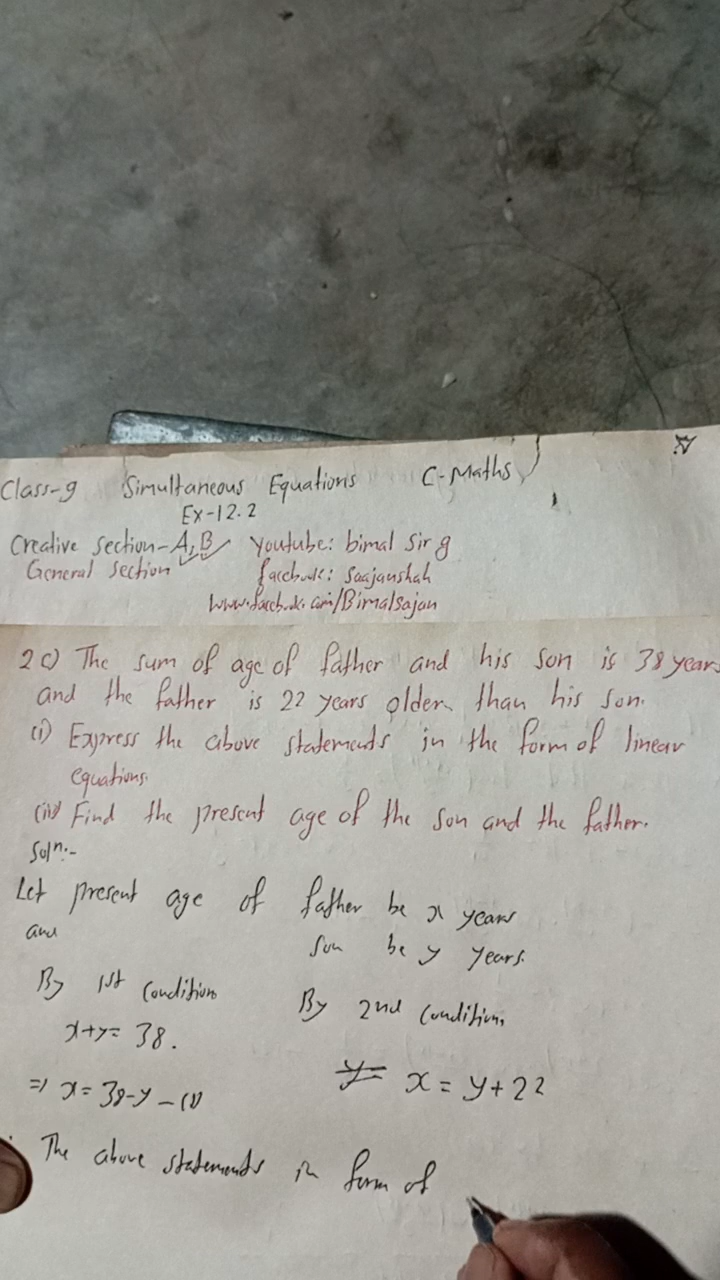 Class-9 Simultaneous Equations C-Maths
Ex-12.2
Creative section-A,B youtube: bimal Sir g
General section facebook: Saajanshah
www.facebook.com/Bimalsajan
2c) The sum of age of father and his son is 38 years
and the father is 22 years older than his son.
(i) Express the above statements in the form of linear
equations.
(ii) Find the present age of the son and the father.
Soln:-
Let present age of father be x years
and son be y years.
By 1st condition By 2nd condition,
x+y= 38.
⇒ x= 38-y - (i) x = y+22
The above statements in form of